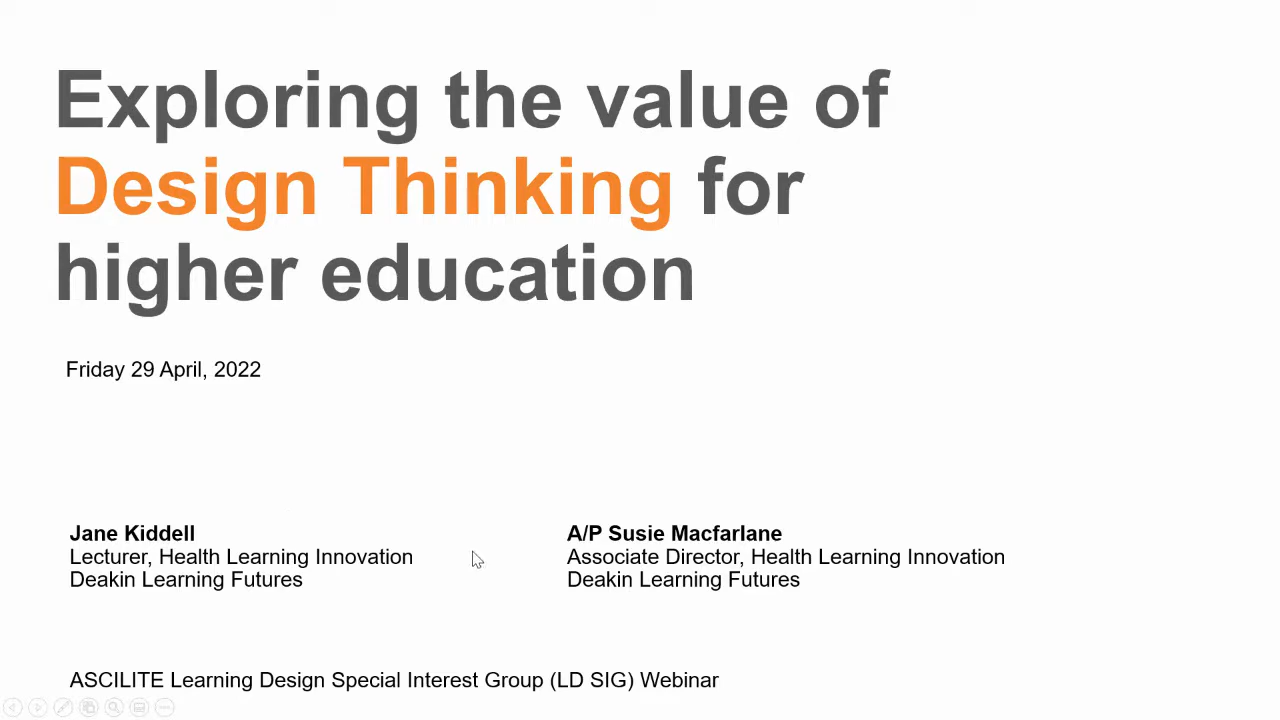 Exploring the value of
Design Thinking for
higher education
Friday 29 April, 2022
Jane Kiddell
Lecturer, Health Learning Innovation
Deakin Learning Futures
A/P Susie Macfarlane
Associate Director, Health Learning Innovation
Deakin Learning Futures
ASCILITE Learning Design Special Interest Group (LD SIG) Webinar